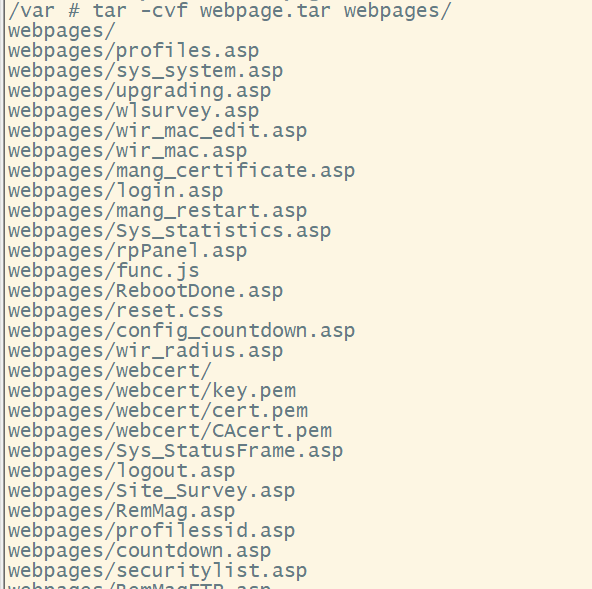 /var # tar -cvf webpage.tar webpages/
webpages/
webpages/profiles.asp
webpages/sys_system.asp
webpages/upgrading.asp
webpages/wlsurvey.asp
webpages/wir_mac_edit.asp
webpages/wir_mac.asp
webpages/mang_certificate.asp
webpages/login.asp
webpages/mang_restart.asp
webpages/Sys_statistics.asp
webpages/rpPanel.asp
webpages/func.js
webpages/RebootDone.asp
webpages/reset.css
webpages/config_countdown.asp
webpages/wir_radius.asp
webpages/webcert/
webpages/webcert/key.pem
webpages/webcert/cert.pem
webpages/webcert/CAcert.pem
webpages/Sys_StatusFrame.asp
webpages/logout.asp
webpages/Site_Survey.asp
webpages/RemMag.asp
webpages/profilessid.asp
webpages/countdown.asp
webpages/securitylist.asp
webpages/RemMagFTP.asp